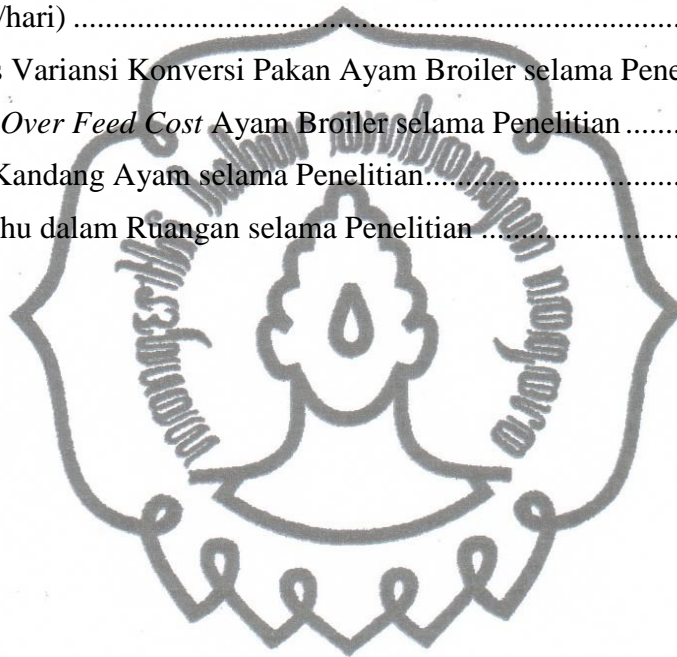 /hari) ................................................................................
s Variansi Konversi Pakan Ayam Broiler selama Pene
Over Feed Cost Ayam Broiler selama Penelitian .......
Kandang Ayam selama Penelitian.................................
hu dalam Ruangan selama Penelitian .........................